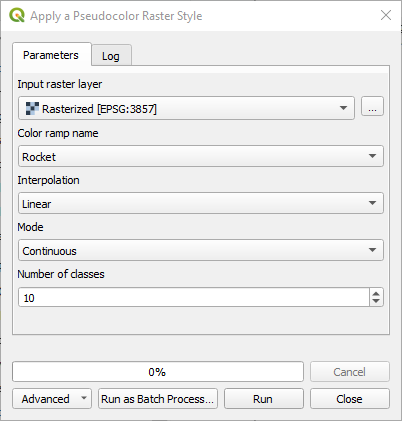 Apply a Pseudocolor Raster Style
Parameters Log
Input raster layer
Rasterized [EPSG:3857]
...
Color ramp name
Rocket
Interpolation
Linear
Mode
Continuous
Number of classes
10
0% Cancel
Advanced Run as Batch Process... Run Close